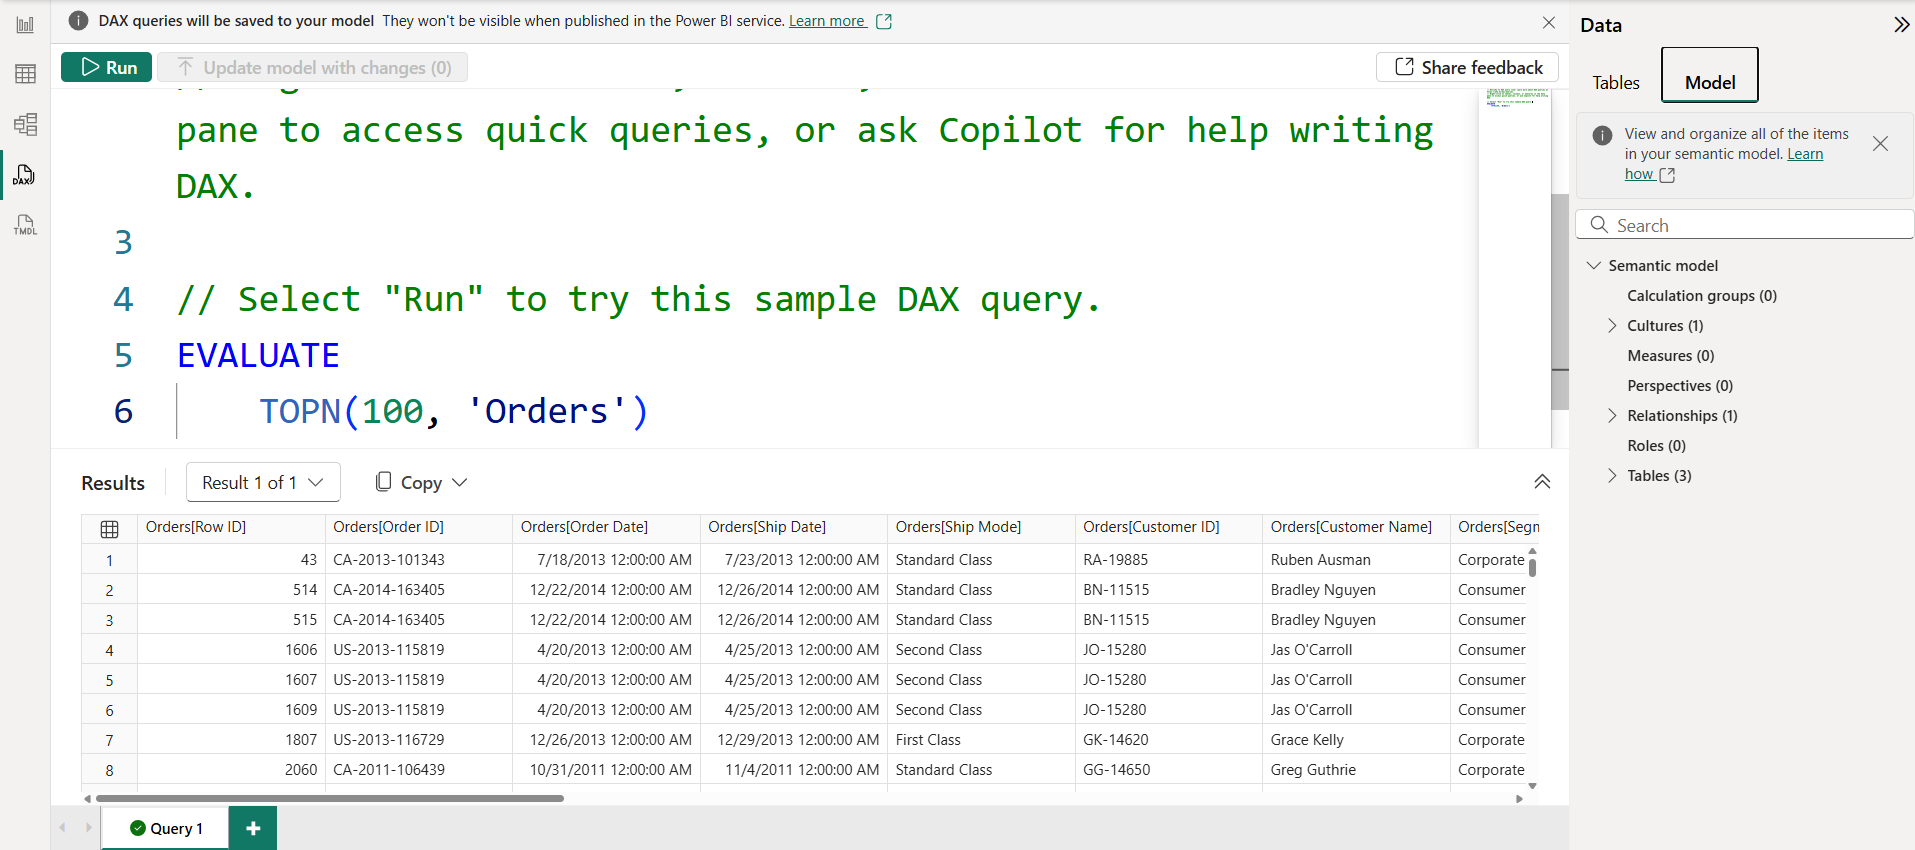 DAX queries will be saved to your model They won't be visible when published in the Power BI service. Learn more
Run Update model with changes (0) Share feedback
pane to access quick queries, or ask Copilot for help writing
DAX.
3
4 // Select "Run" to try this sample DAX query.
5 EVALUATE
6 TOPN(100, 'Orders')
Results Result 1 of 1 Copy
Orders[Row ID] Orders[Order ID] Orders[Order Date] Orders[Ship Date] Orders[Ship Mode] Orders[Customer ID] Orders[Customer Name] Orders[Segm
1 43 CA-2013-101343 7/18/2013 12:00:00 AM 7/23/2013 12:00:00 AM Standard Class RA-19885 Ruben Ausman Corporate
2 514 CA-2014-163405 12/22/2014 12:00:00 AM 12/26/2014 12:00:00 AM Standard Class BN-11515 Bradley Nguyen Consumer
3 515 CA-2014-163405 12/22/2014 12:00:00 AM 12/26/2014 12:00:00 AM Standard Class BN-11515 Bradley Nguyen Consumer
4 1606 US-2013-115819 4/20/2013 12:00:00 AM 4/25/2013 12:00:00 AM Second Class JO-15280 Jas O'Carroll Consumer
5 1607 US-2013-115819 4/20/2013 12:00:00 AM 4/25/2013 12:00:00 AM Second Class JO-15280 Jas O'Carroll Consumer
6 1609 US-2013-115819 4/20/2013 12:00:00 AM 4/25/2013 12:00:00 AM Second Class JO-15280 Jas O'Carroll Consumer
7 1807 US-2013-116729 12/26/2013 12:00:00 AM 12/29/2013 12:00:00 AM First Class GK-14620 Grace Kelly Corporate
8 2060 CA-2011-106439 10/31/2011 12:00:00 AM 11/4/2011 12:00:00 AM Standard Class GG-14650 Greg Guthrie Corporate
Query 1
DAX
TMDL
Data
Tables Model
View and organize all of the items
in your semantic model. Learn
how
Search
Semantic model
Calculation groups (0)
Cultures (1)
Measures (0)
Perspectives (0)
Relationships (1)
Roles (0)
Tables (3)